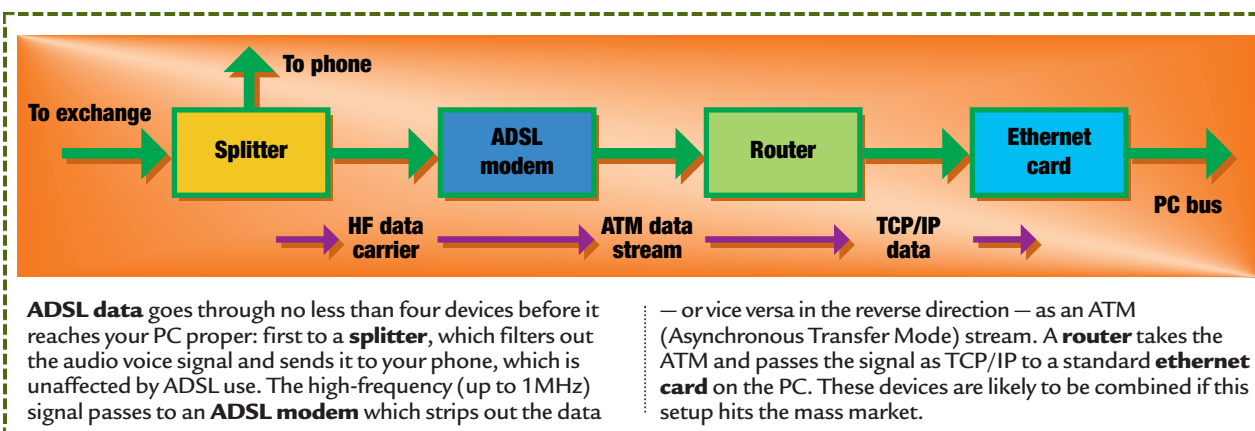 To phone
To exchange
Splitter
ADSL
modem
Router
Ethernet
card
PC bus
HF data
carrier
ATM data
stream
TCP/IP
data
ADSL data goes through no less than four devices before it
reaches your PC proper: first to a splitter, which filters out
the audio voice signal and sends it to your phone, which is
unaffected by ADSL use. The high-frequency (up to 1MHz)
signal passes to an ADSL modem which strips out the data
— or vice versa in the reverse direction — as an ATM
(Asynchronous Transfer Mode) stream. A router takes the
ATM and passes the signal as TCP/IP to a standard ethernet
card on the PC. These devices are likely to be combined if this
setup hits the mass market.